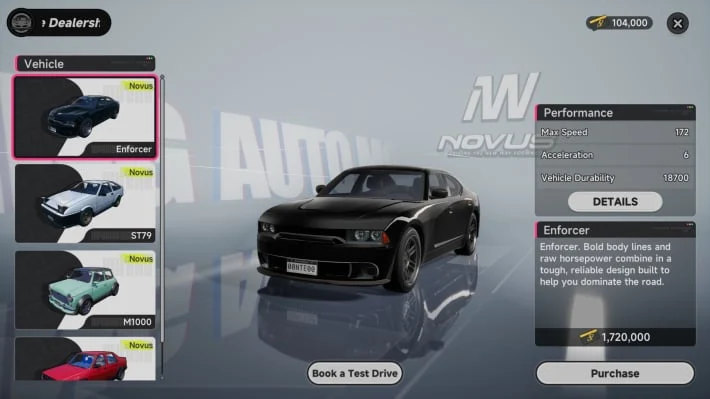 e Dealersh
104,000
Vehicle
Novus
Enforcer
Novus
ST79
Novus
M1000
Novus
AUTO
NOVUS
00NTE00
Performance
Max Speed 172
Acceleration 6
Vehicle Durability 18700
DETAILS
Enforcer
Enforcer. Bold body lines and
raw horsepower combine in a
tough, reliable design built to
help you dominate the road.
1,720,000
Book a Test Drive
Purchase